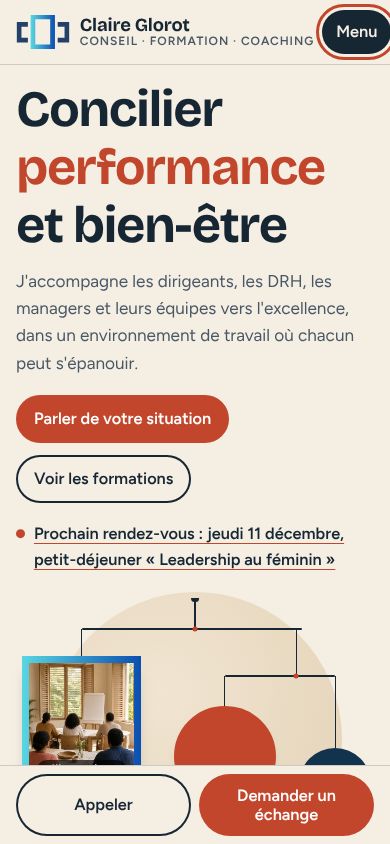 Claire Glorot
CONSEIL · FORMATION · COACHING
Menu
Concilier
performance
et bien-être
J'accompagne les dirigeants, les DRH, les
managers et leurs équipes vers l'excellence,
dans un environnement de travail où chacun
peut s'épanouir.
Parler de votre situation
Voir les formations
Prochain rendez-vous : jeudi 11 décembre,
petit-déjeuner « Leadership au féminin »
Appeler
Demander un
échange